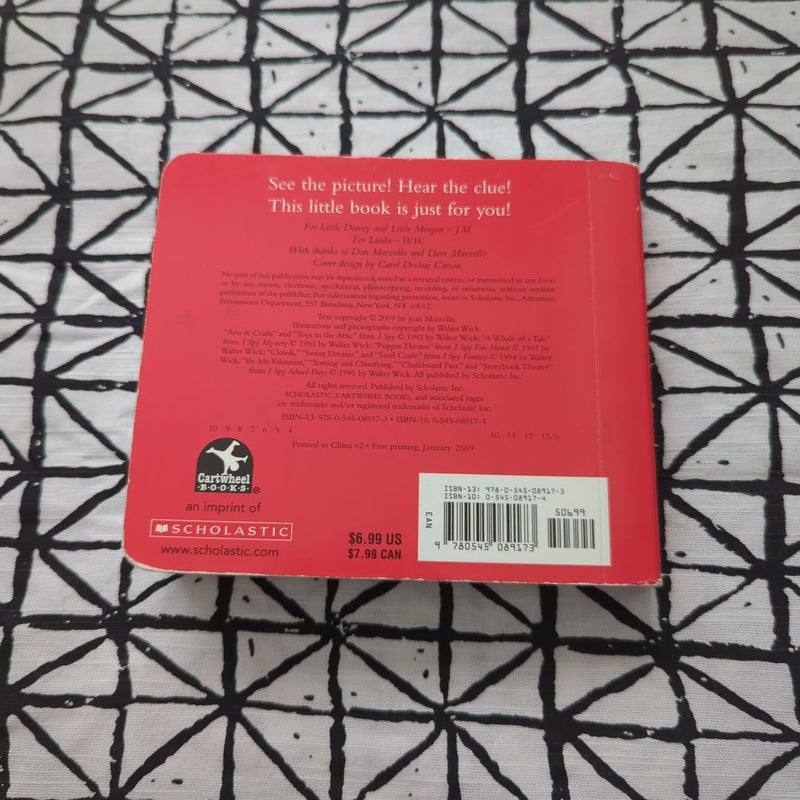 See the picture! Hear the clue!
This little book is just for you!
For Little Danny and Little Morgan – J.M.
For Linda – W.W.
With thanks to Dan Marzollo and Dave Marzollo
Cover design by Carol Devine Carson
No part of this publication may be reproduced, stored in a retrieval system, or transmitted in any form
or by any means, electronic, mechanical, photocopying, recording, or otherwise, without written
permission of the publisher. For information regarding permission, write to Scholastic Inc., Attention:
Permissions Department, 557 Broadway, New York, NY 10012.
Text copyright © 2009 by Jean Marzollo.
Illustrations and photographs copyright by Walter Wick.
"Arts & Crafts" and "Toys in the Attic" from I Spy © 1992 by Walter Wick; "A Whale of a Tale"
from I Spy Mystery © 1993 by Walter Wick; "Puppet Theater" from I Spy Fun House © 1993 by
Walter Wick; "Clouds," "Sweet Dreams," and "Sand Castle" from I Spy Fantasy © 1994 by Walter
Wick; "Be My Valentine," "Sorting and Classifying," "Chalkboard Fun," and "Storybook Theater"
from I Spy School Days © 1995 by Walter Wick. All published by Scholastic Inc.
All rights reserved. Published by Scholastic Inc.
SCHOLASTIC, CARTWHEEL BOOKS, and associated logos
are trademarks and/or registered trademarks of Scholastic Inc.
ISBN-13: 978-0-545-08917-3 • ISBN-10: 0-545-08917-4
10 9 8 7 6 5 4 10 11 12 13/0
Printed in China 62 • First printing, January 2009
Cartwheel
·B·O·O·K·S· ®
an imprint of
SCHOLASTIC
www.scholastic.com
$6.99 US
$7.99 CAN
ISBN-13: 978-0-545-08917-3
ISBN-10: 0-545-08917-4
50699
EAN
9 780545 089173